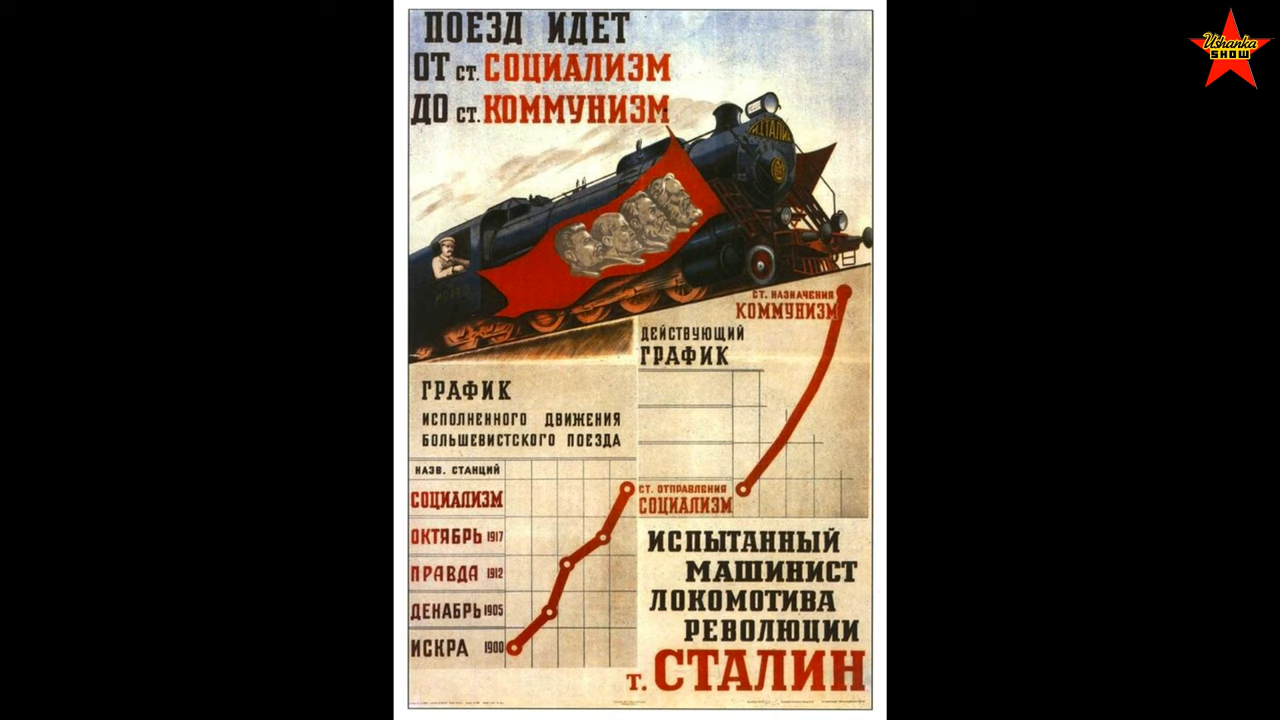 ПОЕЗД ИДЕТ
ОТ СТ. СОЦИАЛИЗМ
ДО СТ. КОММУНИЗМ
Ushanka
SHOW
И.СТАЛИН
СТ. НАЗНАЧЕНИЯ
КОММУНИЗМ
ДЕЙСТВУЮЩИЙ
ГРАФИК
ГРАФИК
ИСПОЛНЕННОГО ДВИЖЕНИЯ
БОЛЬШЕВИСТСКОГО ПОЕЗДА
НАЗВ. СТАНЦИЙ
СОЦИАЛИЗМ
ОКТЯБРЬ 1917
ПРАВДА 1912
ДЕКАБРЬ 1905
ИСКРА 1900
СТ. ОТПРАВЛЕНИЯ
СОЦИАЛИЗМ
ИСПЫТАННЫЙ
МАШИНИСТ
ЛОКОМОТИВА
РЕВОЛЮЦИИ
Т. СТАЛИН